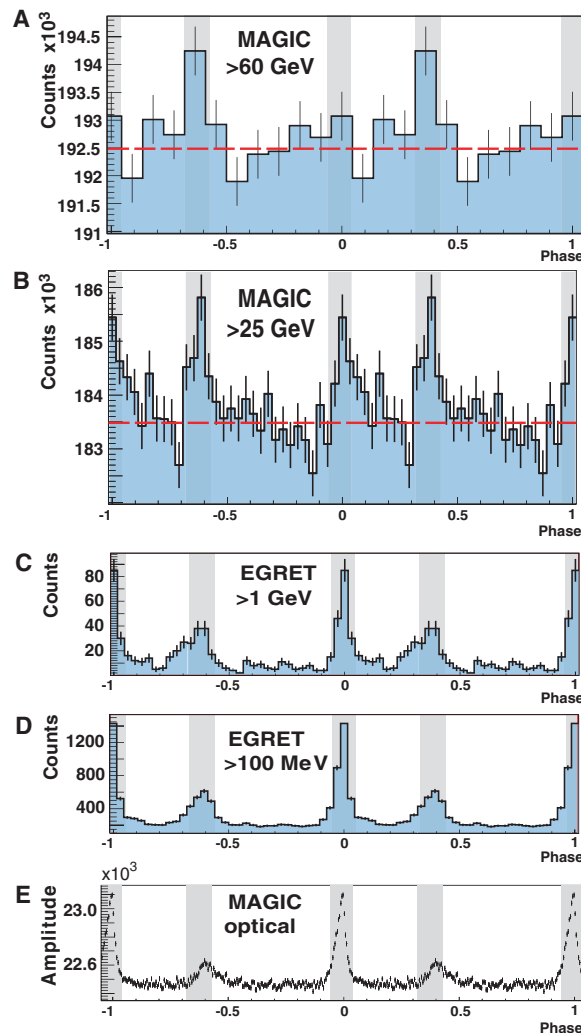 A
MAGIC
>60 GeV
Counts x10³
194.5
194
193.5
193
192.5
192
191.5
191
-1 -0.5 0 0.5 1
Phase
B
MAGIC
>25 GeV
Counts x10³
186
185
184
183
-1 -0.5 0 0.5 1
Phase
C
EGRET
>1 GeV
Counts
80
60
40
20
-1 -0.5 0 0.5 1
Phase
D
EGRET
>100 MeV
Counts
1200
800
400
-1 -0.5 0 0.5 1
Phase
E
x10³
MAGIC
optical
Amplitude
23.0
22.6
-1 -0.5 0 0.5 1
Phase